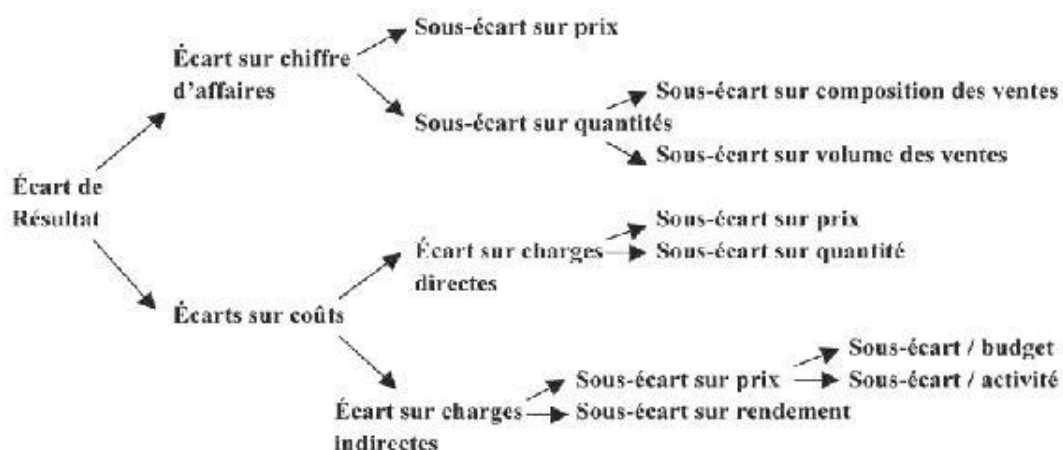 Sous-écart sur prix
Écart sur chiffre
d'affaires
Sous-écart sur composition des ventes
Sous-écart sur quantités
Sous-écart sur volume des ventes
Écart de
Résultat
Sous-écart sur prix
Écart sur charges
directes
Sous-écart sur quantité
Écarts sur coûts
Sous-écart / budget
Sous-écart sur prix
Sous-écart / activité
Écart sur charges
indirectes
Sous-écart sur rendement